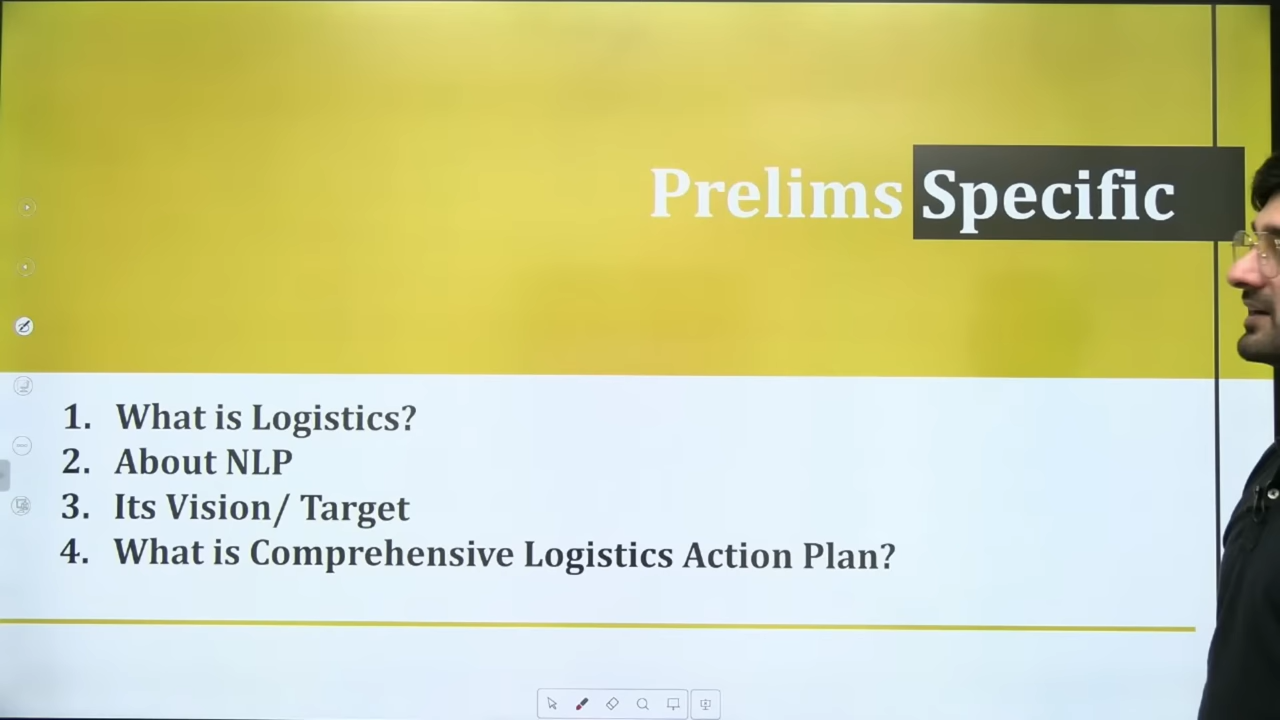 Prelims Specific
1. What is Logistics?
2. About NLP
3. Its Vision/ Target
4. What is Comprehensive Logistics Action Plan?